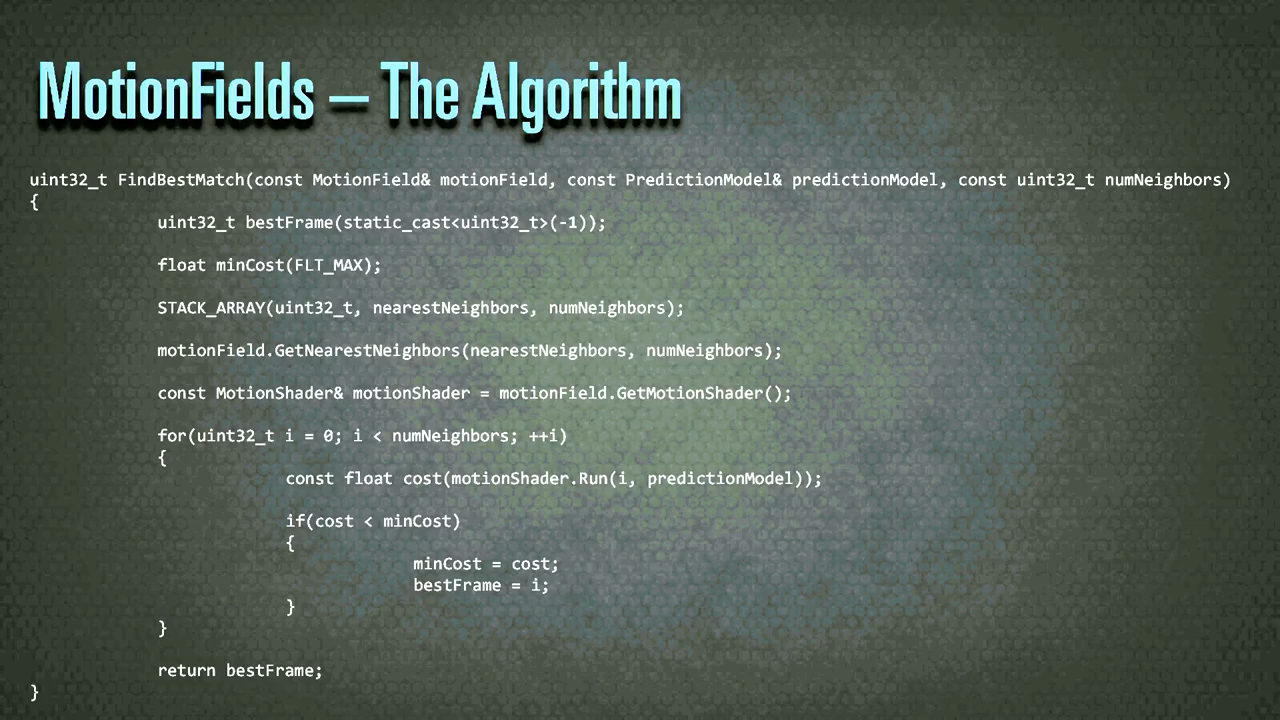 MotionFields – The Algorithm
uint32_t FindBestMatch(const MotionField& motionField, const PredictionModel& predictionModel, const uint32_t numNeighbors)
{
uint32_t bestFrame(static_cast<uint32_t>(-1));
float minCost(FLT_MAX);
STACK_ARRAY(uint32_t, nearestNeighbors, numNeighbors);
motionField.GetNearestNeighbors(nearestNeighbors, numNeighbors);
const MotionShader& motionShader = motionField.GetMotionShader();
for(uint32_t i = 0; i < numNeighbors; ++i)
{
const float cost(motionShader.Run(i, predictionModel));
if(cost < minCost)
{
minCost = cost;
bestFrame = i;
}
}
return bestFrame;
}